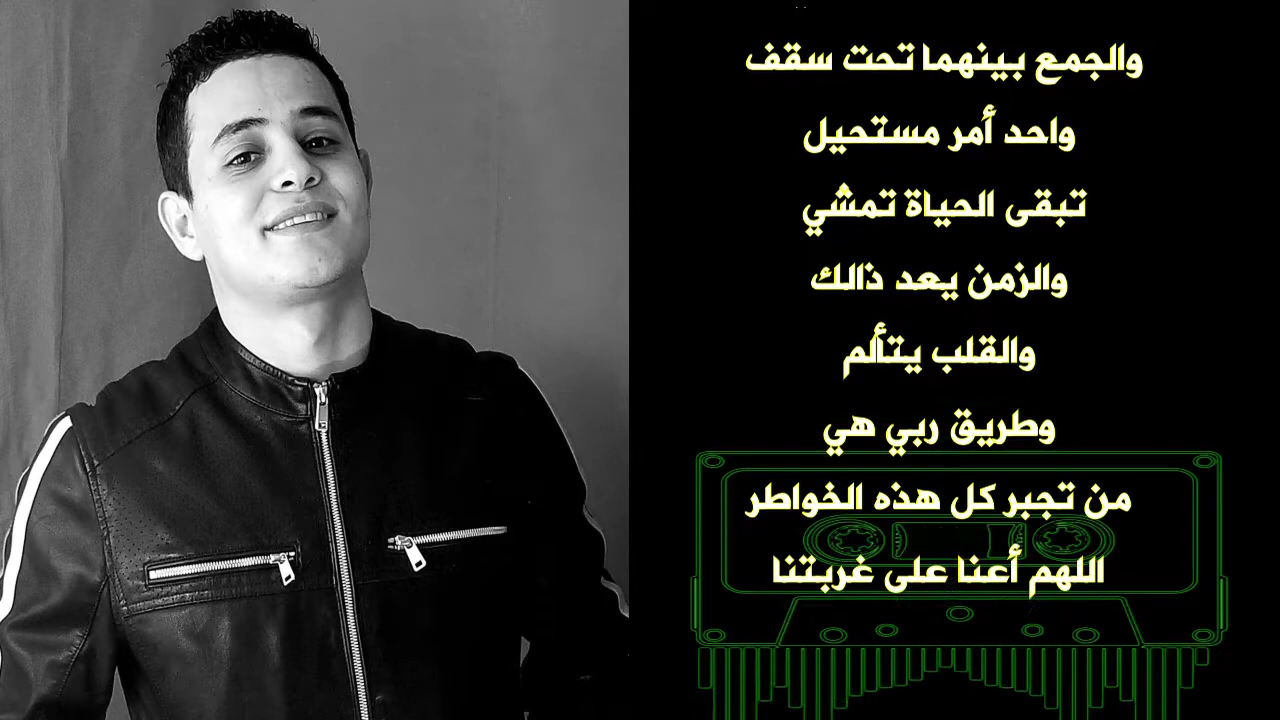 والجمع بينهما تحت سقف
واحد أمر مستحيل
تبقى الحياة تمشي
والزمن يعد ذالك
والقلب يتألم
وطريق ربي هي
من تجبر كل هذه الخواطر
اللهم أعنا على غربتنا